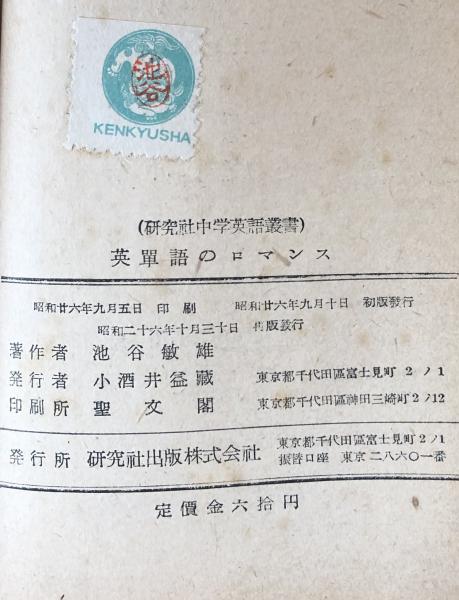 池谷
KENKYUSHA
(研究社中学英語叢書)
英單語のロマンス
昭和廿六年九月五日 印刷 昭和廿六年九月十日 初版發行
昭和二十六年十月三十日 再版發行
著作者 池谷敏雄
発行者 小酒井益藏 東京都千代田區富士見町2ノ1
印刷所 聖文閣 東京都千代田區神田三崎町2ノ12
発行所 研究社出版株式会社 東京都千代田區富士見町2ノ1
振替口座 東京二八六〇一番
定價金六拾円